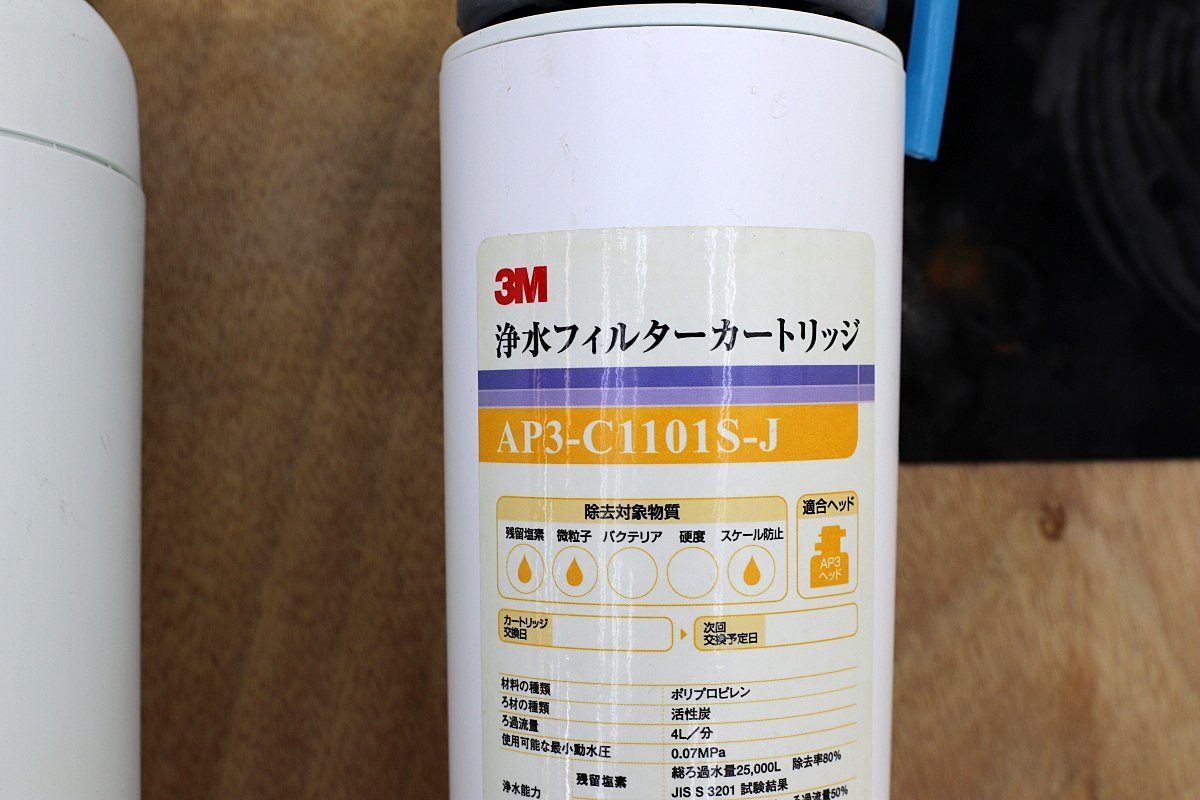 3M
浄水フィルターカートリッジ
AP3-C1101S-J
除去対象物質
残留塩素 微粒子 バクテリア 硬度 スケール防止
適合ヘッド
AP3
ヘッド
カートリッジ
交換日
次回
交換予定日
材料の種類 ポリプロピレン
ろ材の種類 活性炭
ろ過流量 4L／分
使用可能な最小動水圧 0.07MPa
浄水能力 残留塩素 総ろ過水量25,000L 除去率80%
JIS S 3201 試験結果
ろ過流量50%